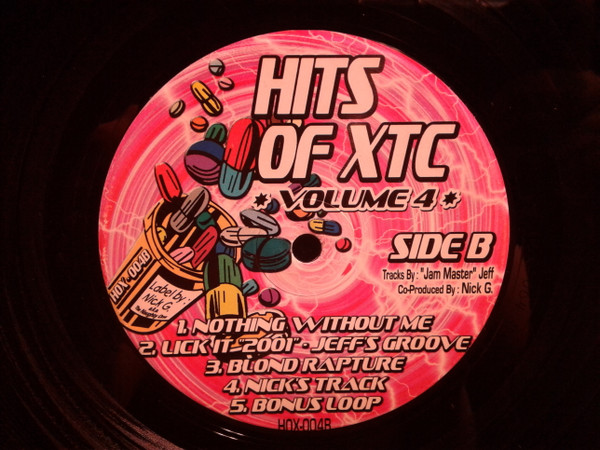 HITS
OF XTC
* VOLUME 4 *
SIDE B
Tracks By: "Jam Master" Jeff
Co-Produced By: Nick G.
HOX-004B
Label by:
Nick G.
1. NOTHING WITHOUT ME
2. LICK IT "2001" - JEFF'S GROOVE
3. BLOND RAPTURE
4. NICK'S TRACK
5. BONUS LOOP
HOX-004B